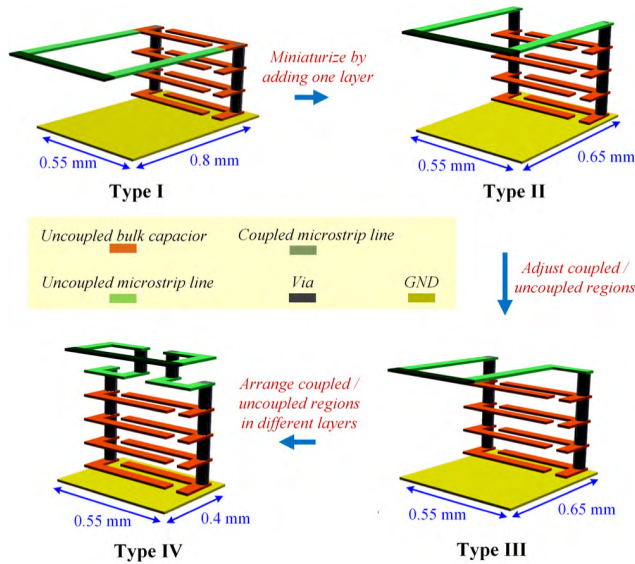 Miniaturize by
adding one layer
0.55 mm
0.8 mm
0.55 mm
0.65 mm
Type I
Type II
Uncoupled bulk capacior
Coupled microstrip line
Uncoupled microstrip line
Via
GND
Adjust coupled /
uncoupled regions
Arrange coupled /
uncoupled regions
in different layers
0.55 mm
0.4 mm
0.55 mm
0.65 mm
Type IV
Type III